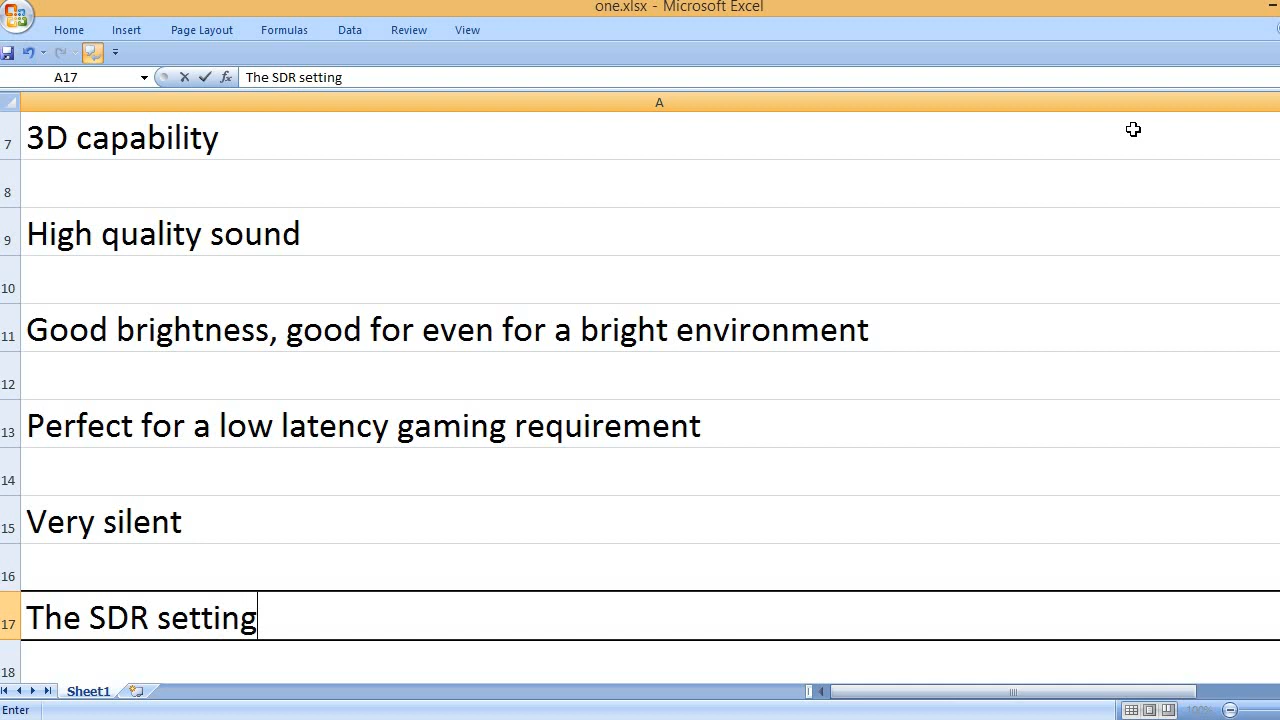 one.xlsx - Microsoft Excel
Home Insert Page Layout Formulas Data Review View
A17 fx The SDR setting
A
7 3D capability
8
9 High quality sound
10
11 Good brightness, good for even for a bright environment
12
13 Perfect for a low latency gaming requirement
14
15 Very silent
16
17 The SDR setting
18
Sheet1
Enter 100%